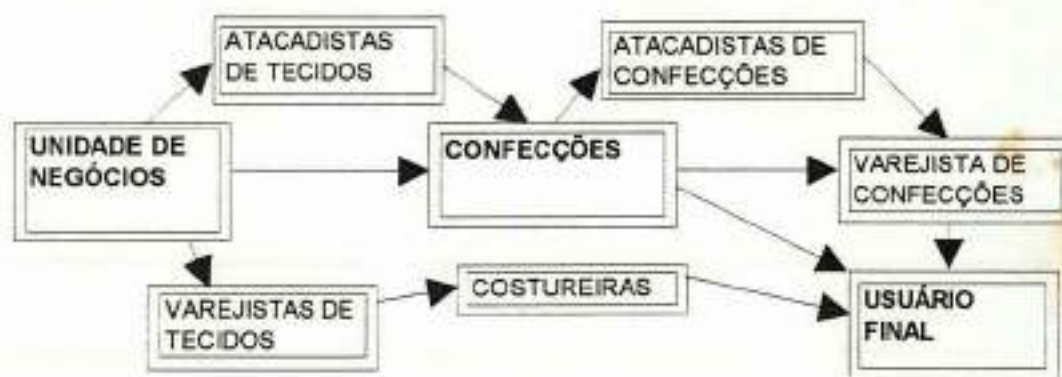 ATACADISTAS
DE TECIDOS
ATACADISTAS DE
CONFECÇÕES
UNIDADE DE
NEGÓCIOS
CONFECÇÕES
VAREJISTA DE
CONFECÇÕES
VAREJISTAS DE
TECIDOS
COSTUREIRAS
USUÁRIO
FINAL